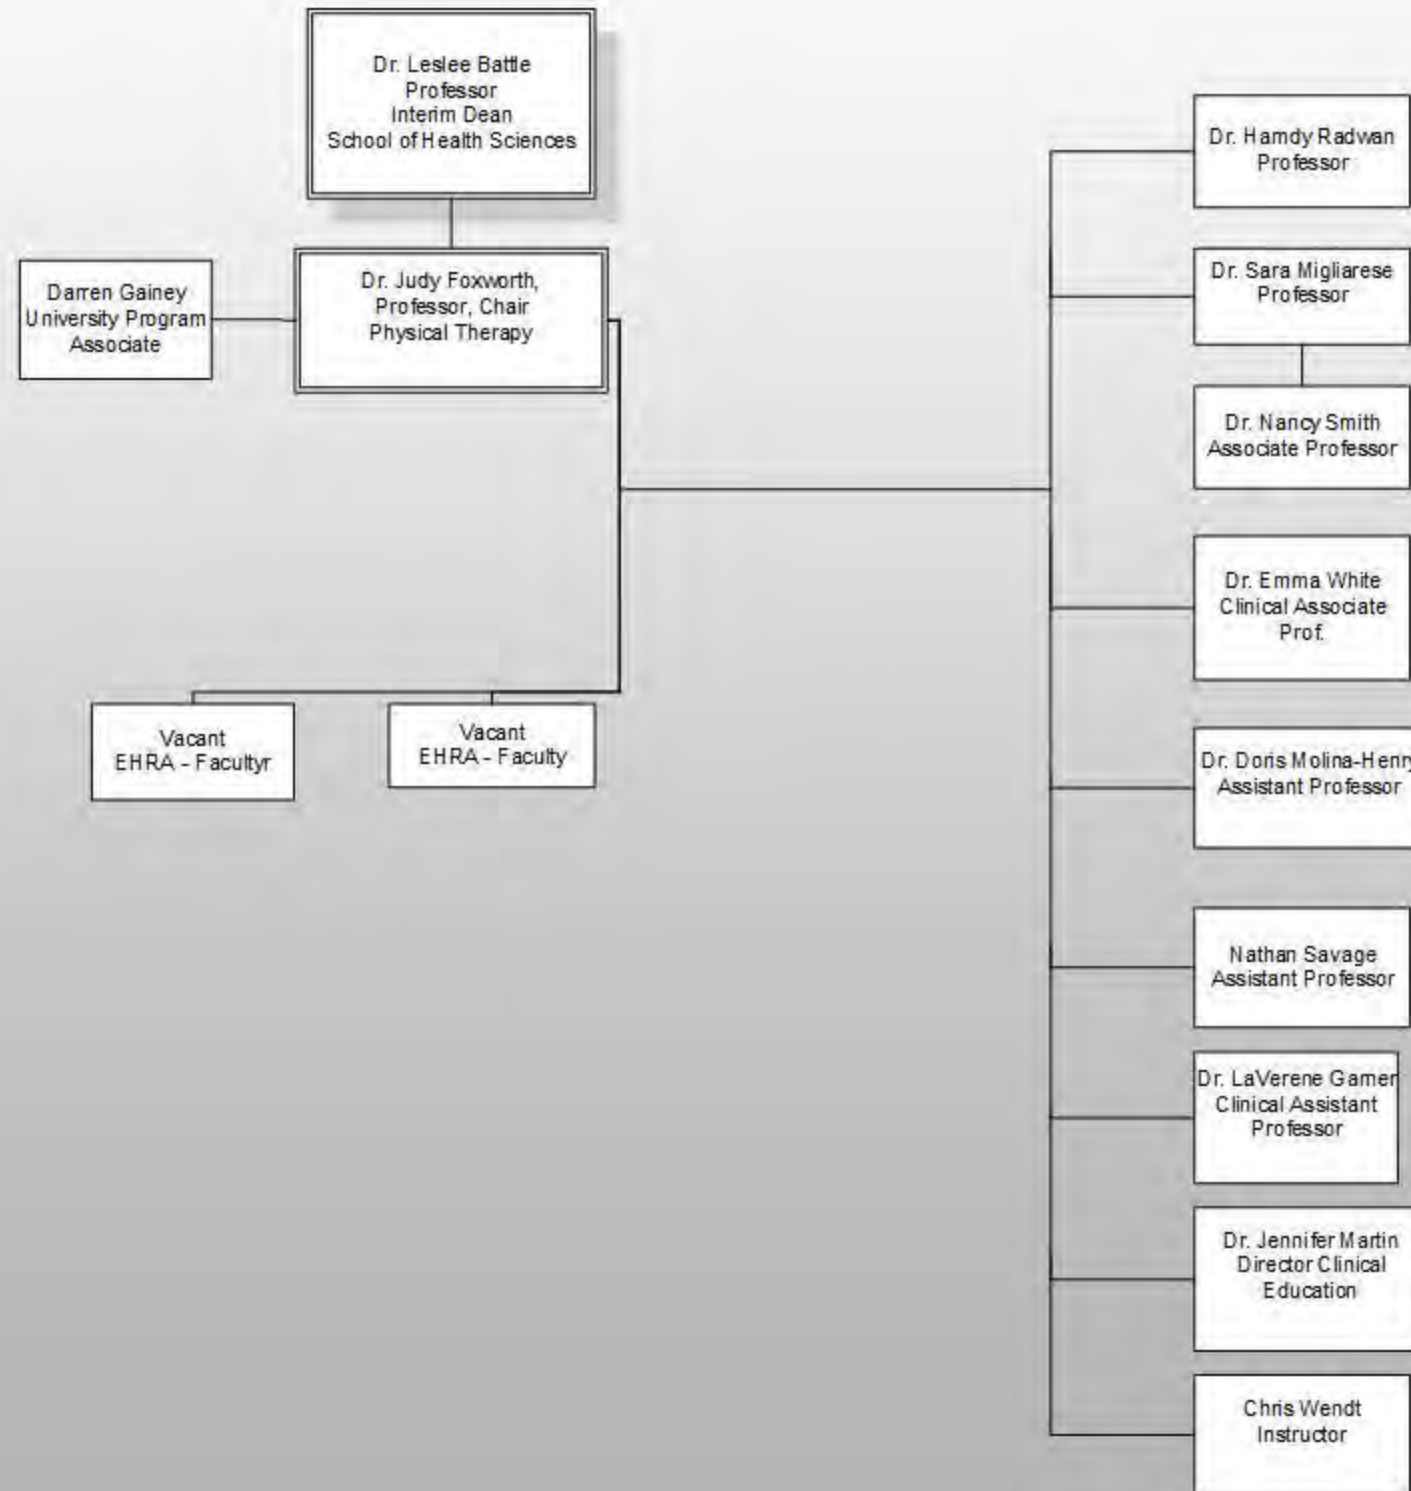 Dr. Leslee Battle
Professor
Interim Dean
School of Health Sciences
Darren Gainey
University Program
Associate
Dr. Judy Foxworth,
Professor, Chair
Physical Therapy
Vacant
EHRA - Facultyr
Vacant
EHRA - Faculty
Dr. Hamdy Radwan
Professor
Dr. Sara Migliarese
Professor
Dr. Nancy Smith
Associate Professor
Dr. Emma White
Clinical Associate
Prof.
Dr. Doris Molina-Henry
Assistant Professor
Nathan Savage
Assistant Professor
Dr. LaVerene Garner
Clinical Assistant
Professor
Dr. Jennifer Martin
Director Clinical
Education
Chris Wendt
Instructor